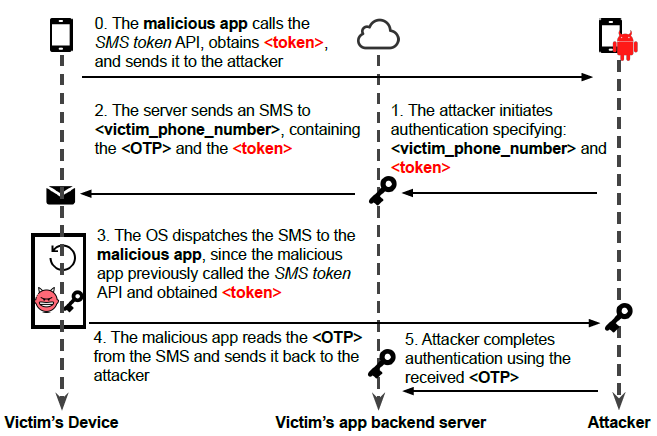 0. The malicious app calls the
SMS token API, obtains <token>,
and sends it to the attacker
2. The server sends an SMS to
<victim_phone_number>, containing
the <OTP> and the <token>
1. The attacker initiates
authentication specifying:
<victim_phone_number> and
<token>
3. The OS dispatches the SMS to the
malicious app, since the malicious
app previously called the SMS token
API and obtained <token>
4. The malicious app reads the <OTP>
from the SMS and sends it back to the
attacker
5. Attacker completes
authentication using the
received <OTP>
Victim's Device
Victim's app backend server
Attacker